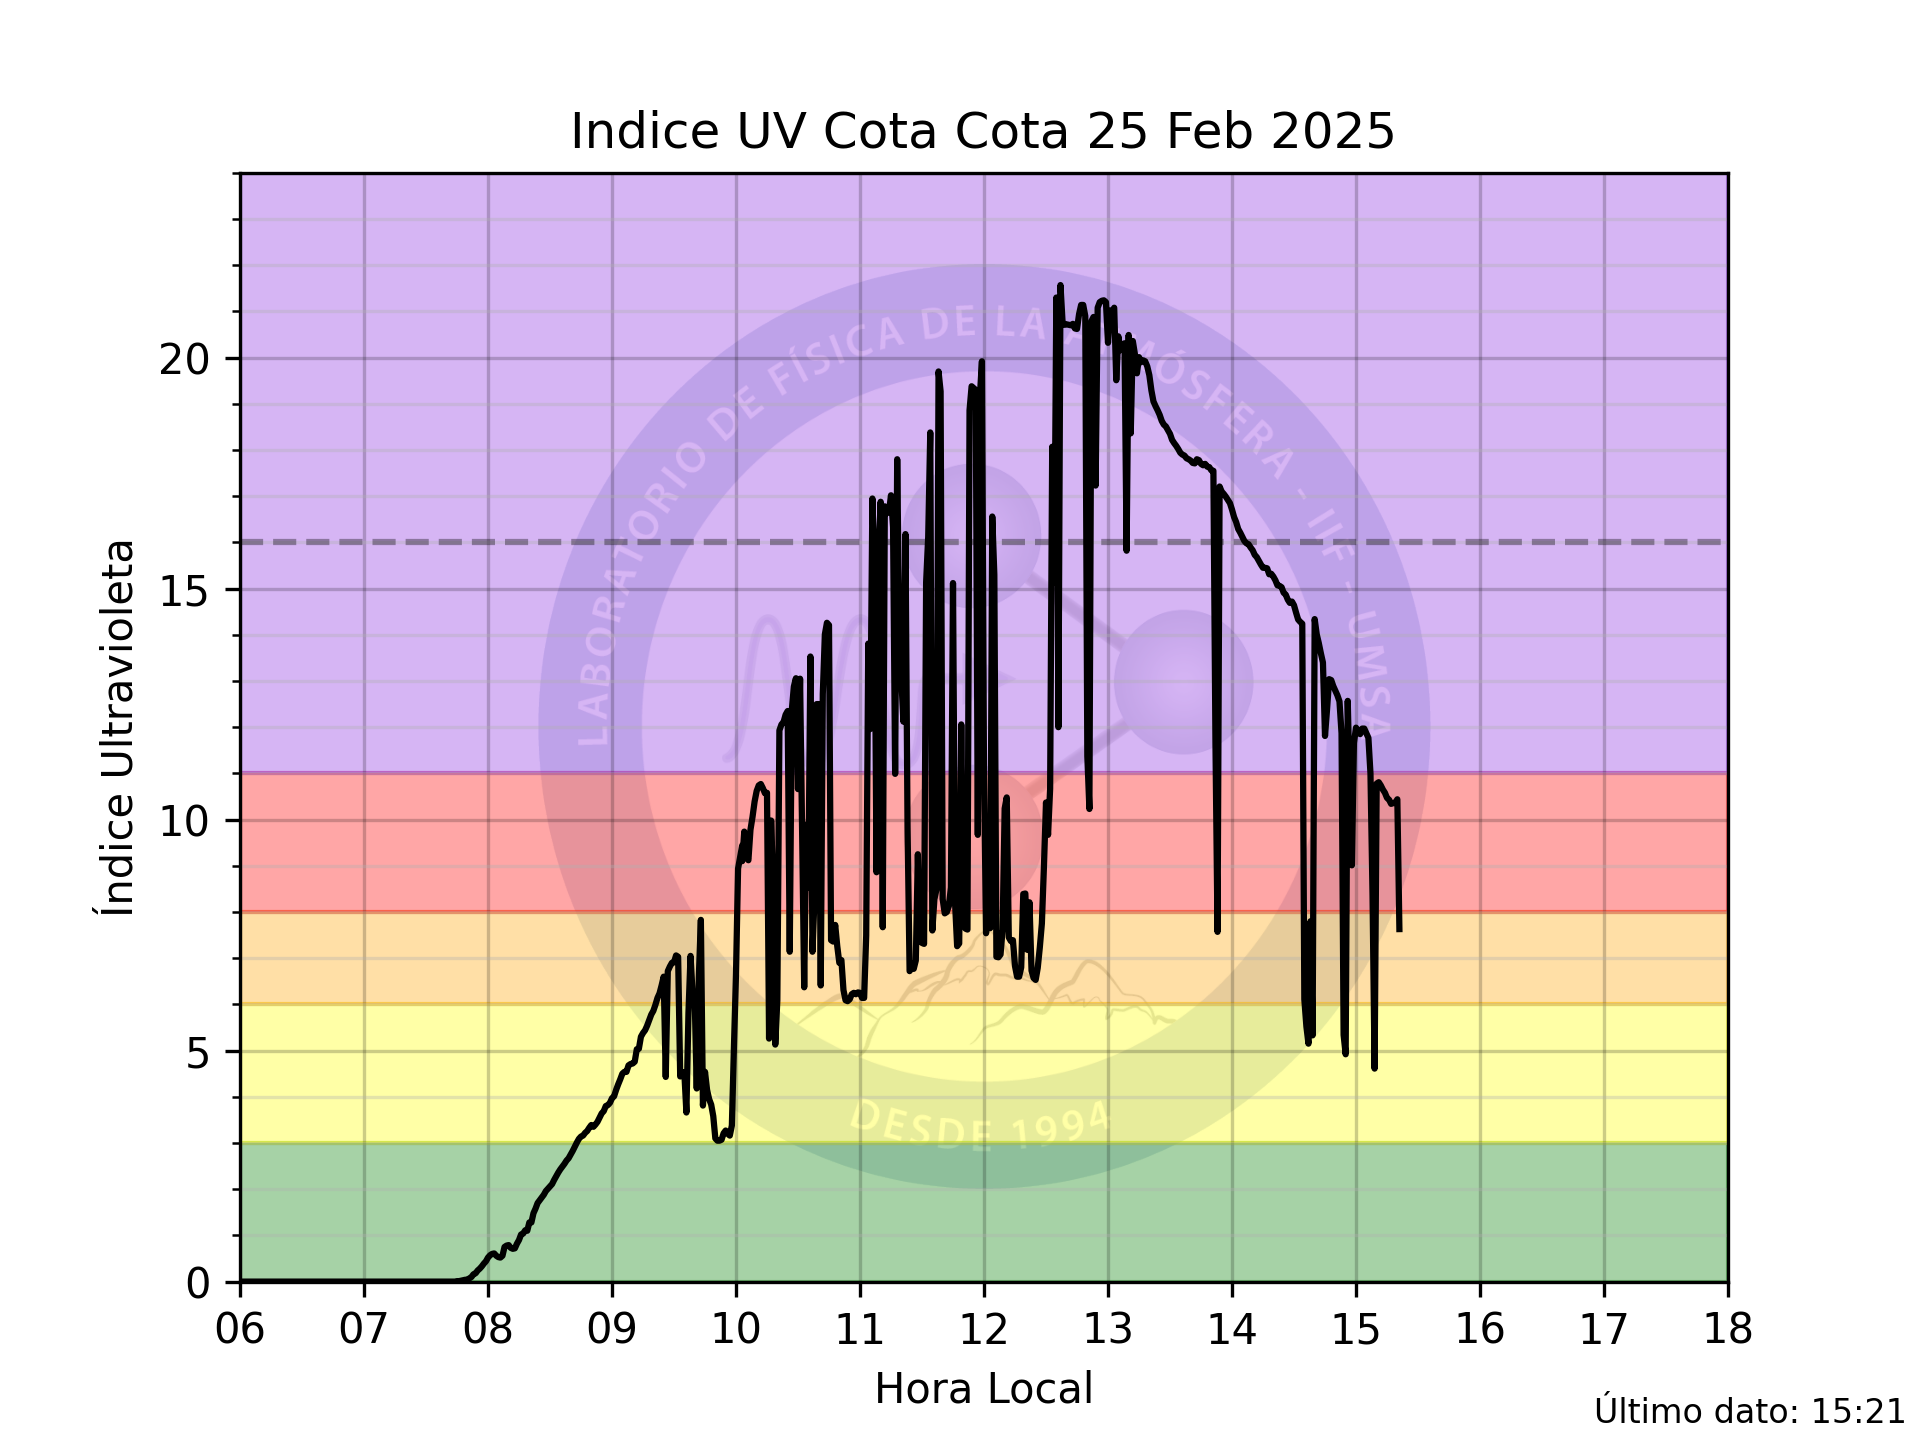 Indice UV Cota Cota 25 Feb 2025
Índice Ultravioleta
20
15
10
5
0
LABORATORIO DE FÍSICA DE LA ATMÓSFERA - IIF - UMSA
DESDE 1994
06 07 08 09 10 11 12 13 14 15 16 17 18
Hora Local
Último dato: 15:21